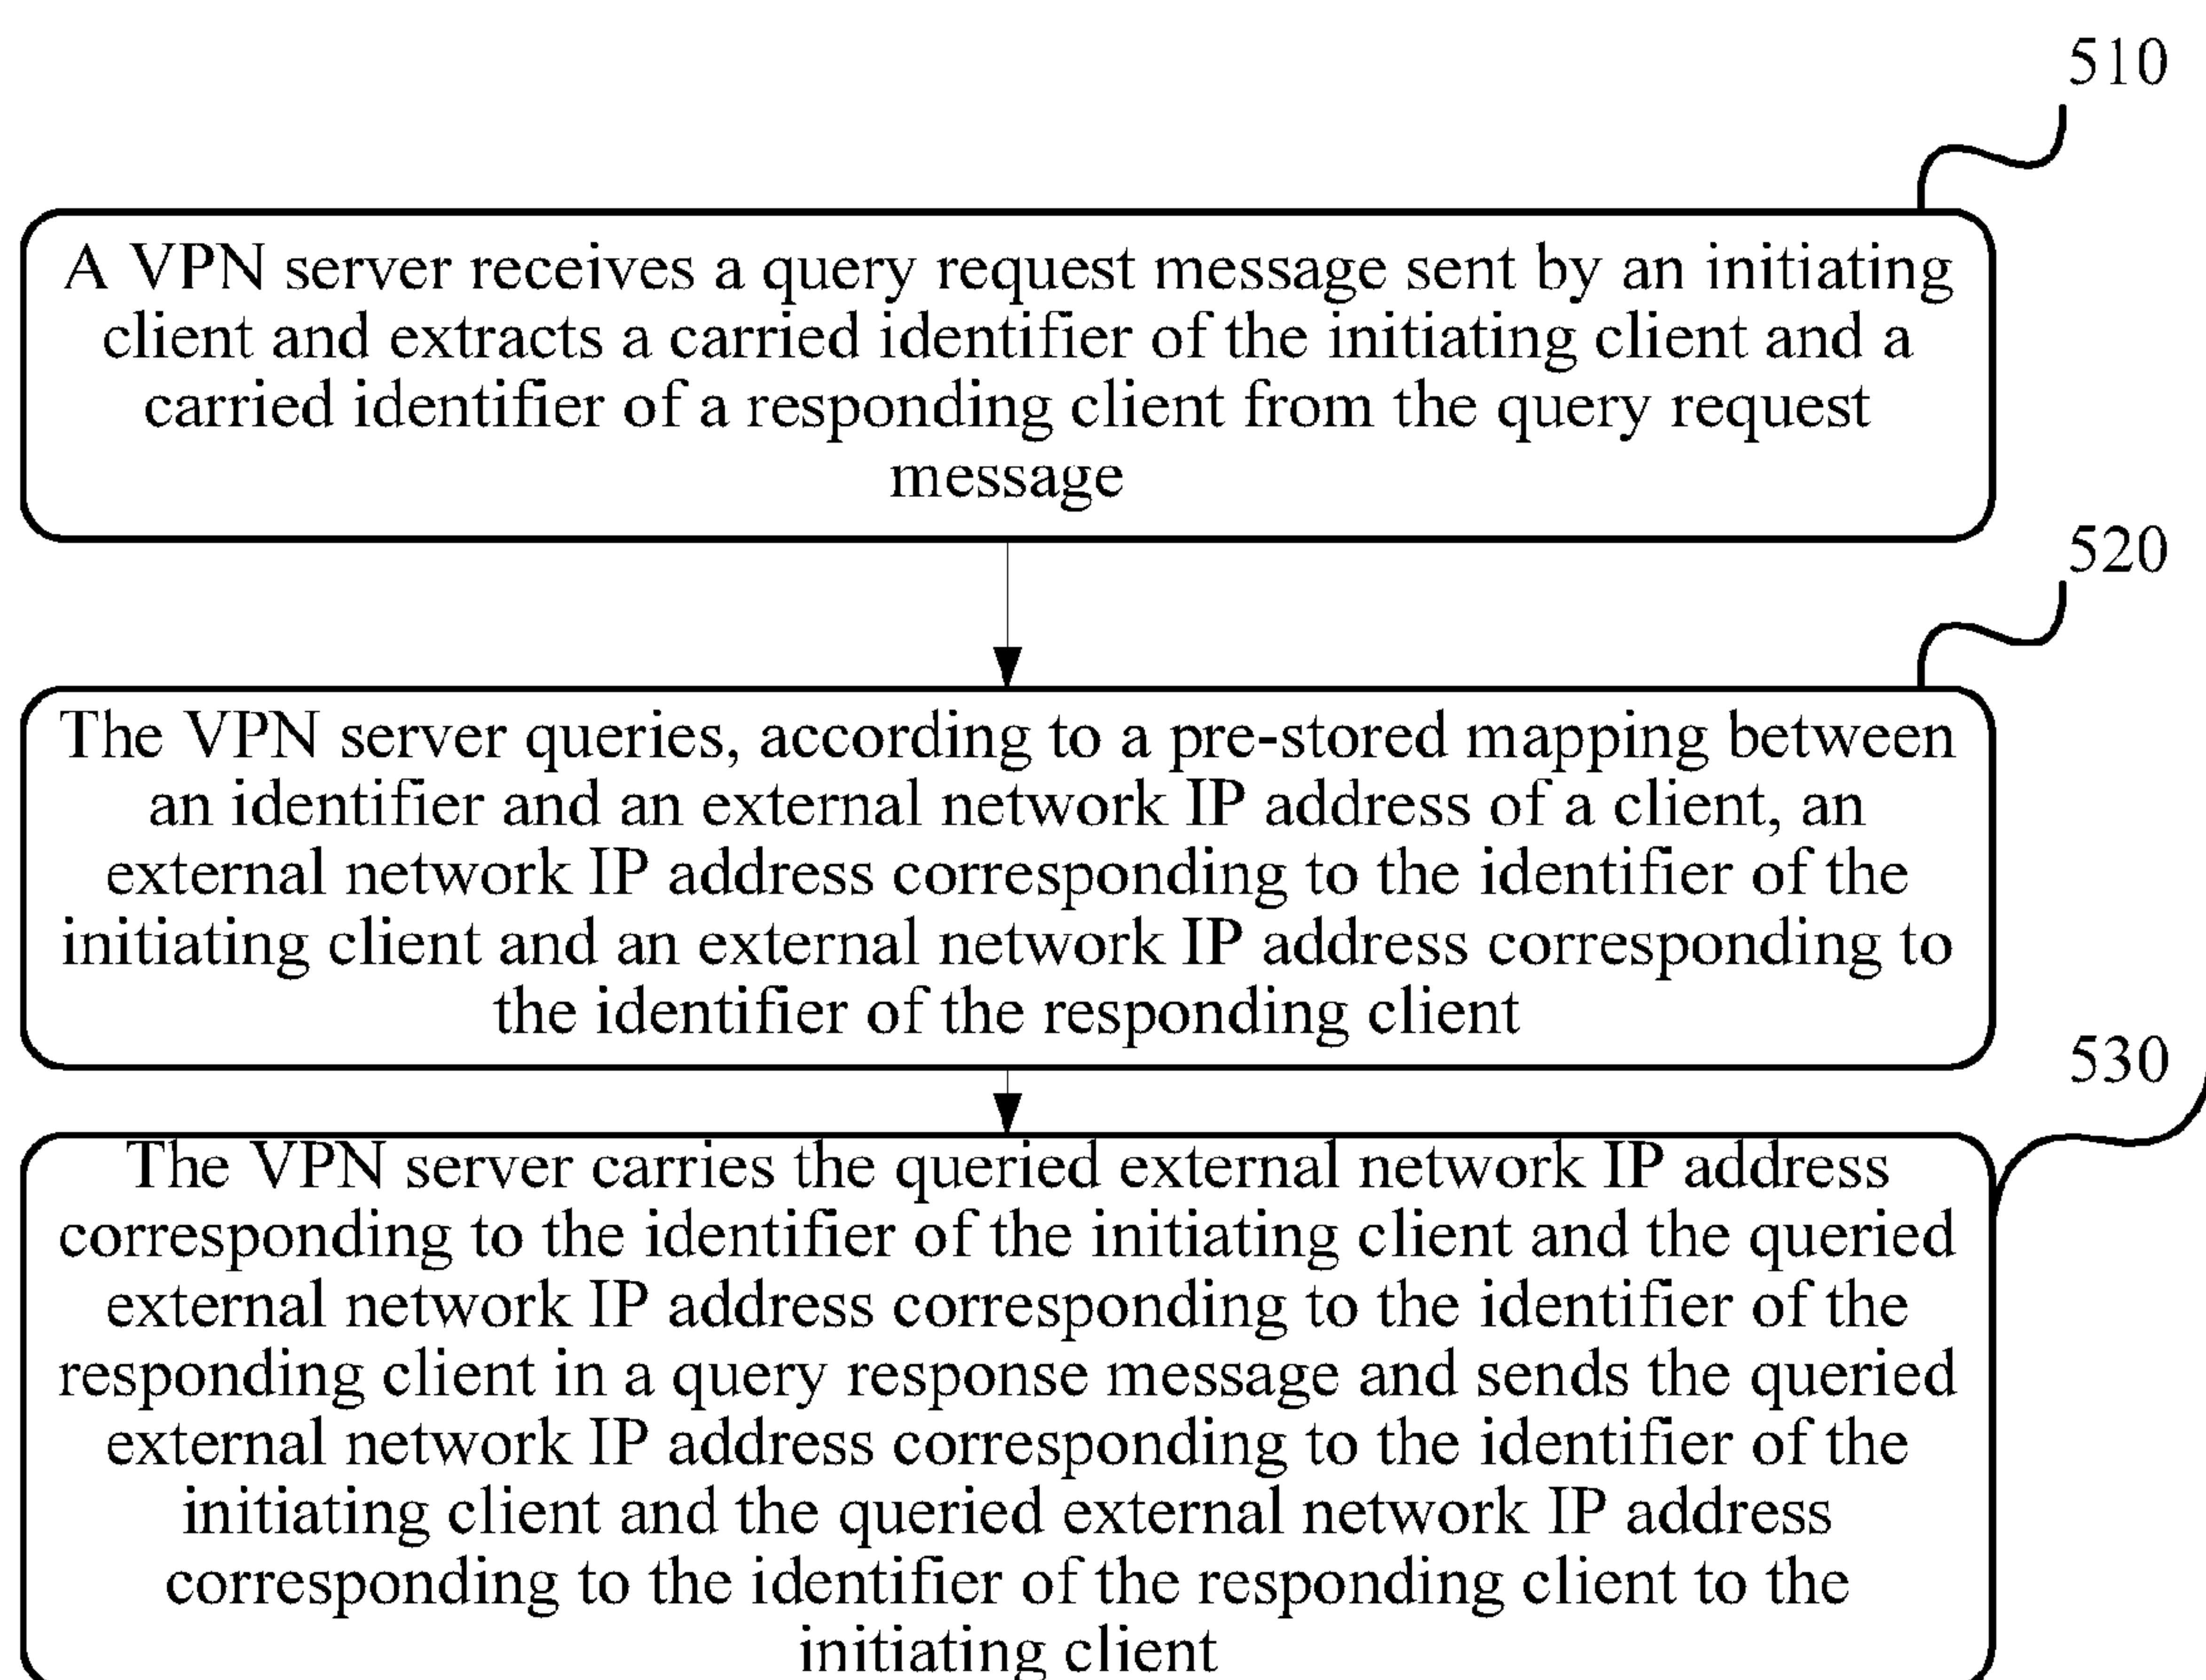 510
A VPN server receives a query request message sent by an initiating
client and extracts a carried identifier of the initiating client and a
carried identifier of a responding client from the query request
message
520
The VPN server queries, according to a pre-stored mapping between
an identifier and an external network IP address of a client, an
external network IP address corresponding to the identifier of the
initiating client and an external network IP address corresponding to
the identifier of the responding client
530
The VPN server carries the queried external network IP address
corresponding to the identifier of the initiating client and the queried
external network IP address corresponding to the identifier of the
responding client in a query response message and sends the queried
external network IP address corresponding to the identifier of the
initiating client and the queried external network IP address
corresponding to the identifier of the responding client to the
initiating client